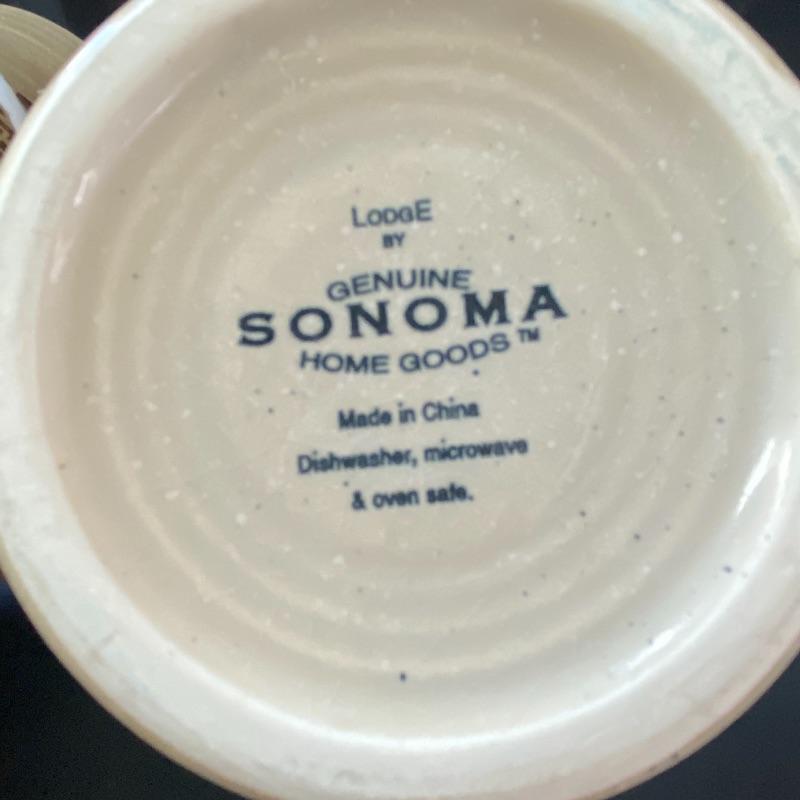 LODGE
BY
GENUINE
SONOMA
HOME GOODS™
Made in China
Dishwasher, microwave
& oven safe.